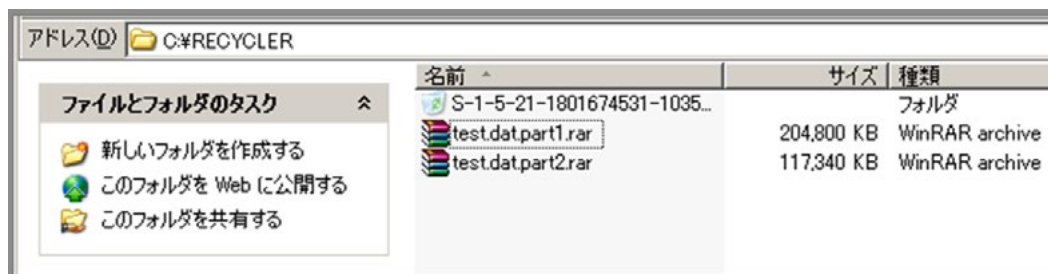 アドレス(D) C:¥RECYCLER
名前 サイズ 種類
ファイルとフォルダのタスク
新しいフォルダを作成する
このフォルダを Web に公開する
このフォルダを共有する
S-1-5-21-1801674531-1035... フォルダ
test.dat.part1.rar 204,800 KB WinRAR archive
test.dat.part2.rar 117,340 KB WinRAR archive